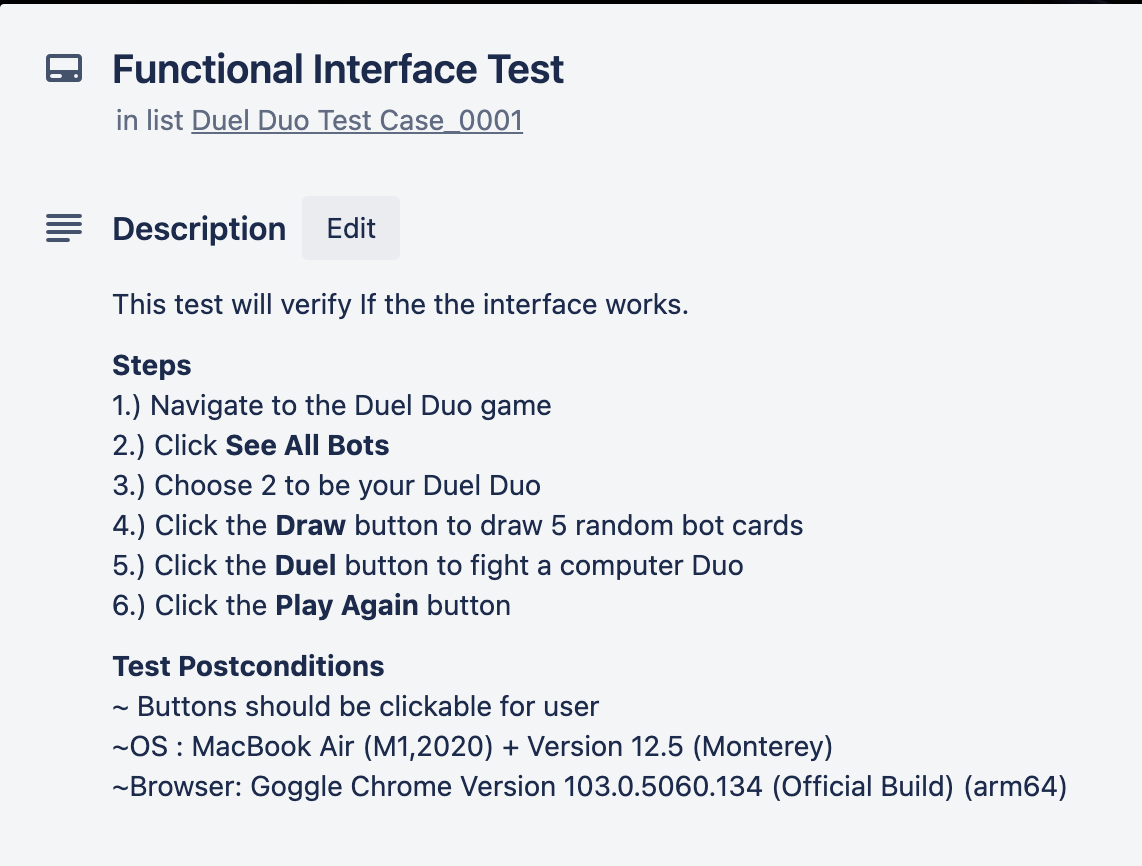 Functional Interface Test
in list Duel Duo Test Case_0001
Description Edit
This test will verify If the the interface works.
Steps
1.) Navigate to the Duel Duo game
2.) Click See All Bots
3.) Choose 2 to be your Duel Duo
4.) Click the Draw button to draw 5 random bot cards
5.) Click the Duel button to fight a computer Duo
6.) Click the Play Again button
Test Postconditions
~ Buttons should be clickable for user
~OS : MacBook Air (M1,2020) + Version 12.5 (Monterey)
~Browser: Goggle Chrome Version 103.0.5060.134 (Official Build) (arm64)